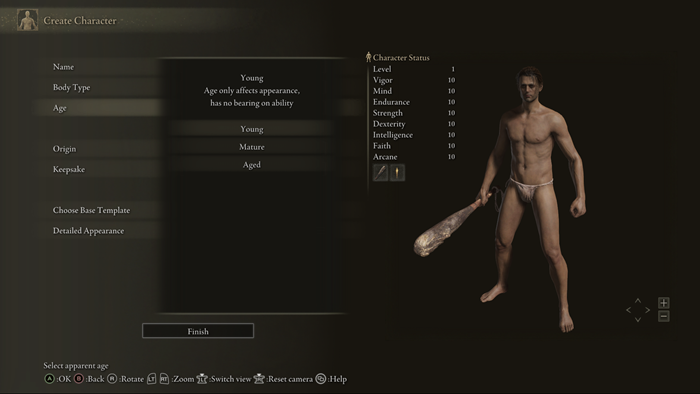 Create Character
Name
Body Type
Age
Origin
Keepsake
Choose Base Template
Detailed Appearance
Young
Age only affects appearance,
has no bearing on ability
Young
Mature
Aged
Finish
Character Status
Level 1
Vigor 10
Mind 10
Endurance 10
Strength 10
Dexterity 10
Intelligence 10
Faith 10
Arcane 10
Select apparent age
A :OK B :Back R :Rotate LT RT :Zoom :Switch view :Reset camera :Help